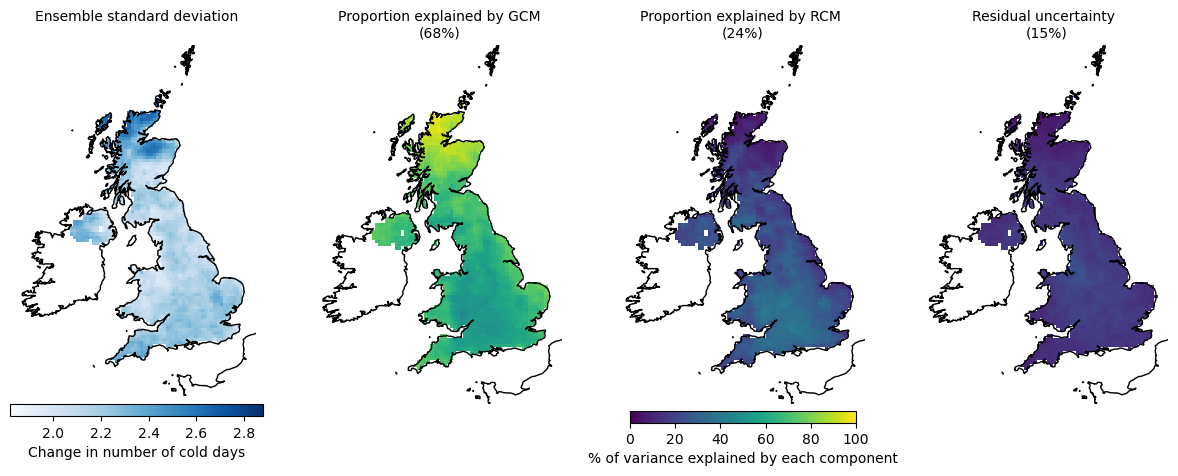 Ensemble standard deviation
Proportion explained by GCM
(68%)
Proportion explained by RCM
(24%)
Residual uncertainty
(15%)
2.0 2.2 2.4 2.6 2.8
Change in number of cold days
0 20 40 60 80 100
% of variance explained by each component